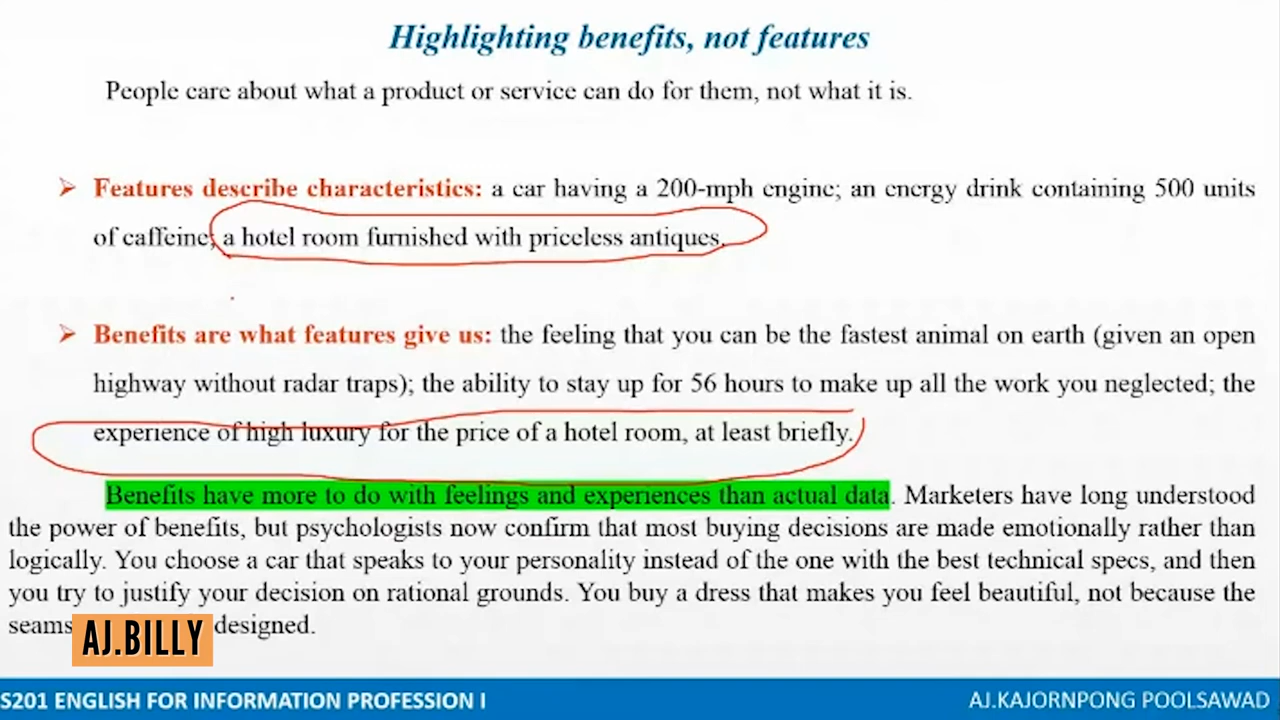 Highlighting benefits, not features
People care about what a product or service can do for them, not what it is.
➢ Features describe characteristics: a car having a 200-mph engine; an energy drink containing 500 units
of caffeine; a hotel room furnished with priceless antiques.
➢ Benefits are what features give us: the feeling that you can be the fastest animal on earth (given an open
highway without radar traps); the ability to stay up for 56 hours to make up all the work you neglected; the
experience of high luxury for the price of a hotel room, at least briefly.
Benefits have more to do with feelings and experiences than actual data. Marketers have long understood
the power of benefits, but psychologists now confirm that most buying decisions are made emotionally rather than
logically. You choose a car that speaks to your personality instead of the one with the best technical specs, and then
you try to justify your decision on rational grounds. You buy a dress that makes you feel beautiful, not because the
seams designed.
AJ.BILLY
S201 ENGLISH FOR INFORMATION PROFESSION I
AJ.KAJORNPONG POOLSAWAD